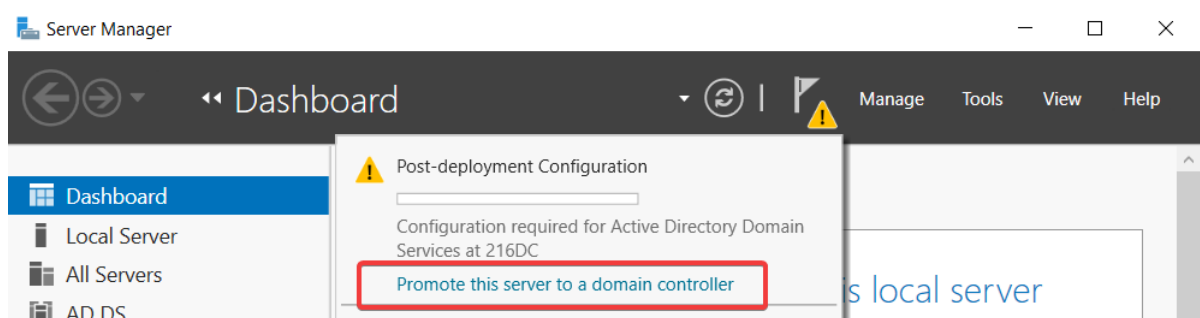 Server Manager
Dashboard
Manage Tools View Help
Post-deployment Configuration
Configuration required for Active Directory Domain
Services at 216DC
Promote this server to a domain controller
Dashboard
Local Server
All Servers
AD DS
is local server